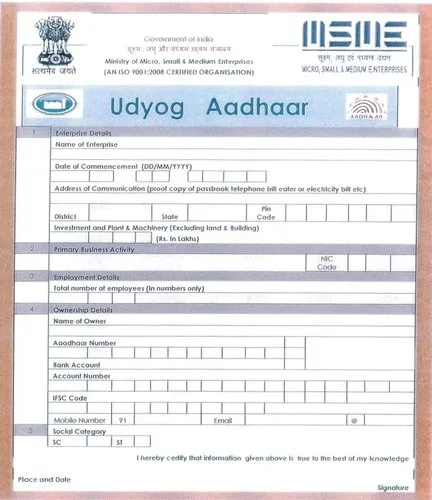 Government of India
सूक्ष्म, लघु और मध्यम उद्यम मंत्रालय
Ministry of Micro, Small & Medium Enterprises
(AN ISO 9001:2008 CERTIFIED ORGANISATION)
सत्यमेव जयते
MSME
सूक्ष्म, लघु एवं मध्यम उद्यम
MICRO, SMALL & MEDIUM ENTERPRISES
Udyog Aadhaar
AADHAAR
1 Enterprise Details
Name of Enterprise
Date of Commencement (DD/MM/YYYY)
Address of Communication (proof copy of passbook telephone bill eater or electricity bill etc)
District State Pin Code
Investment and Plant & Machinery (Excluding land & Building)
(Rs. in Lakhs)
2 Primary Business Activity
NIC Code
3 Employment Details
Total number of employees (In numbers only)
4 Ownership Details
Name of Owner
Aaadhaar Number
Bank Account
Account Number
IFSC Code
Mobile Number 91 Email @
5 Social Category
SC ST
I hereby certify that information given above is true to the best of my knowledge
Place and Date
Signature